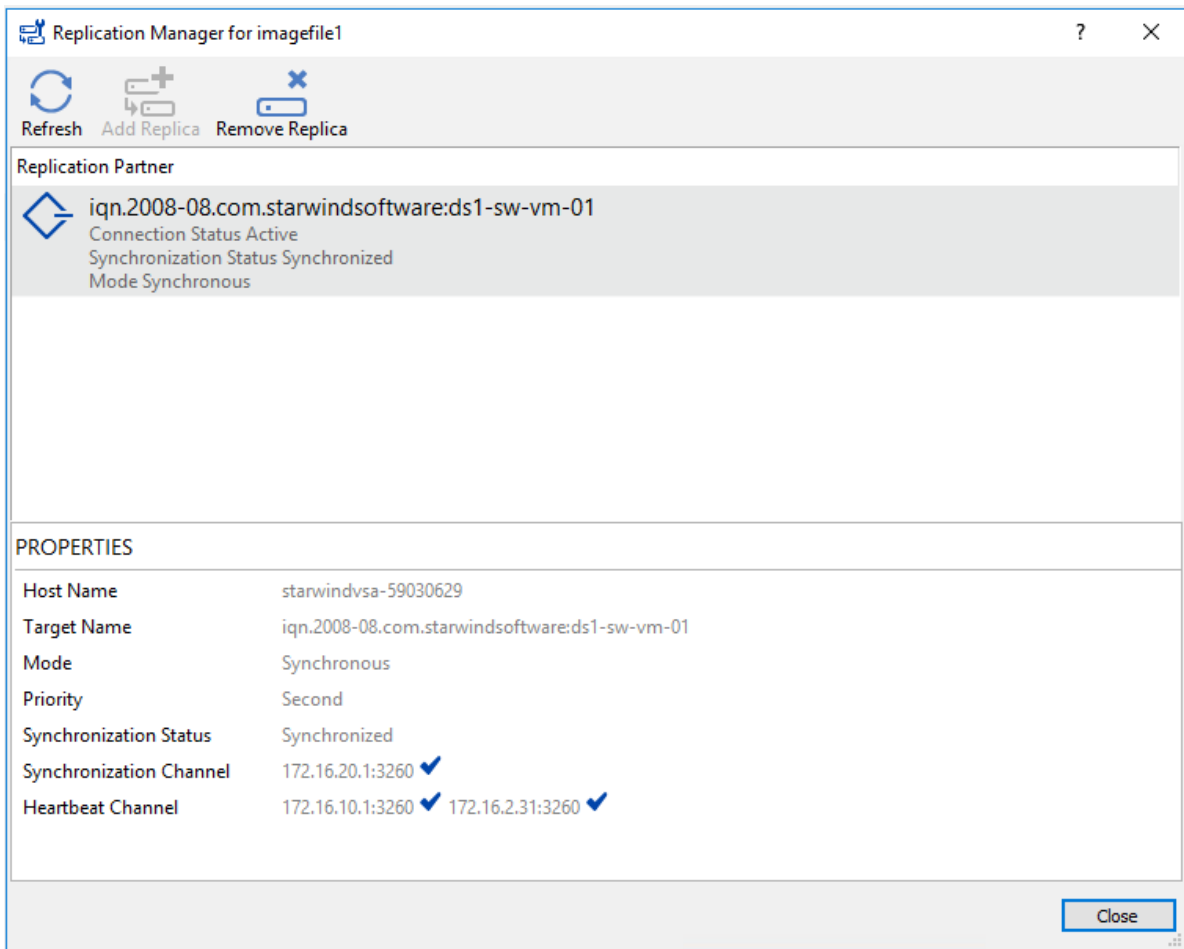 Replication Manager for imagefile1
?
Refresh Add Replica Remove Replica
Replication Partner
iqn.2008-08.com.starwindsoftware:ds1-sw-vm-01
Connection Status Active
Synchronization Status Synchronized
Mode Synchronous
PROPERTIES
Host Name starwindvsa-59030629
Target Name iqn.2008-08.com.starwindsoftware:ds1-sw-vm-01
Mode Synchronous
Priority Second
Synchronization Status Synchronized
Synchronization Channel 172.16.20.1:3260
Heartbeat Channel 172.16.10.1:3260 172.16.2.31:3260
Close